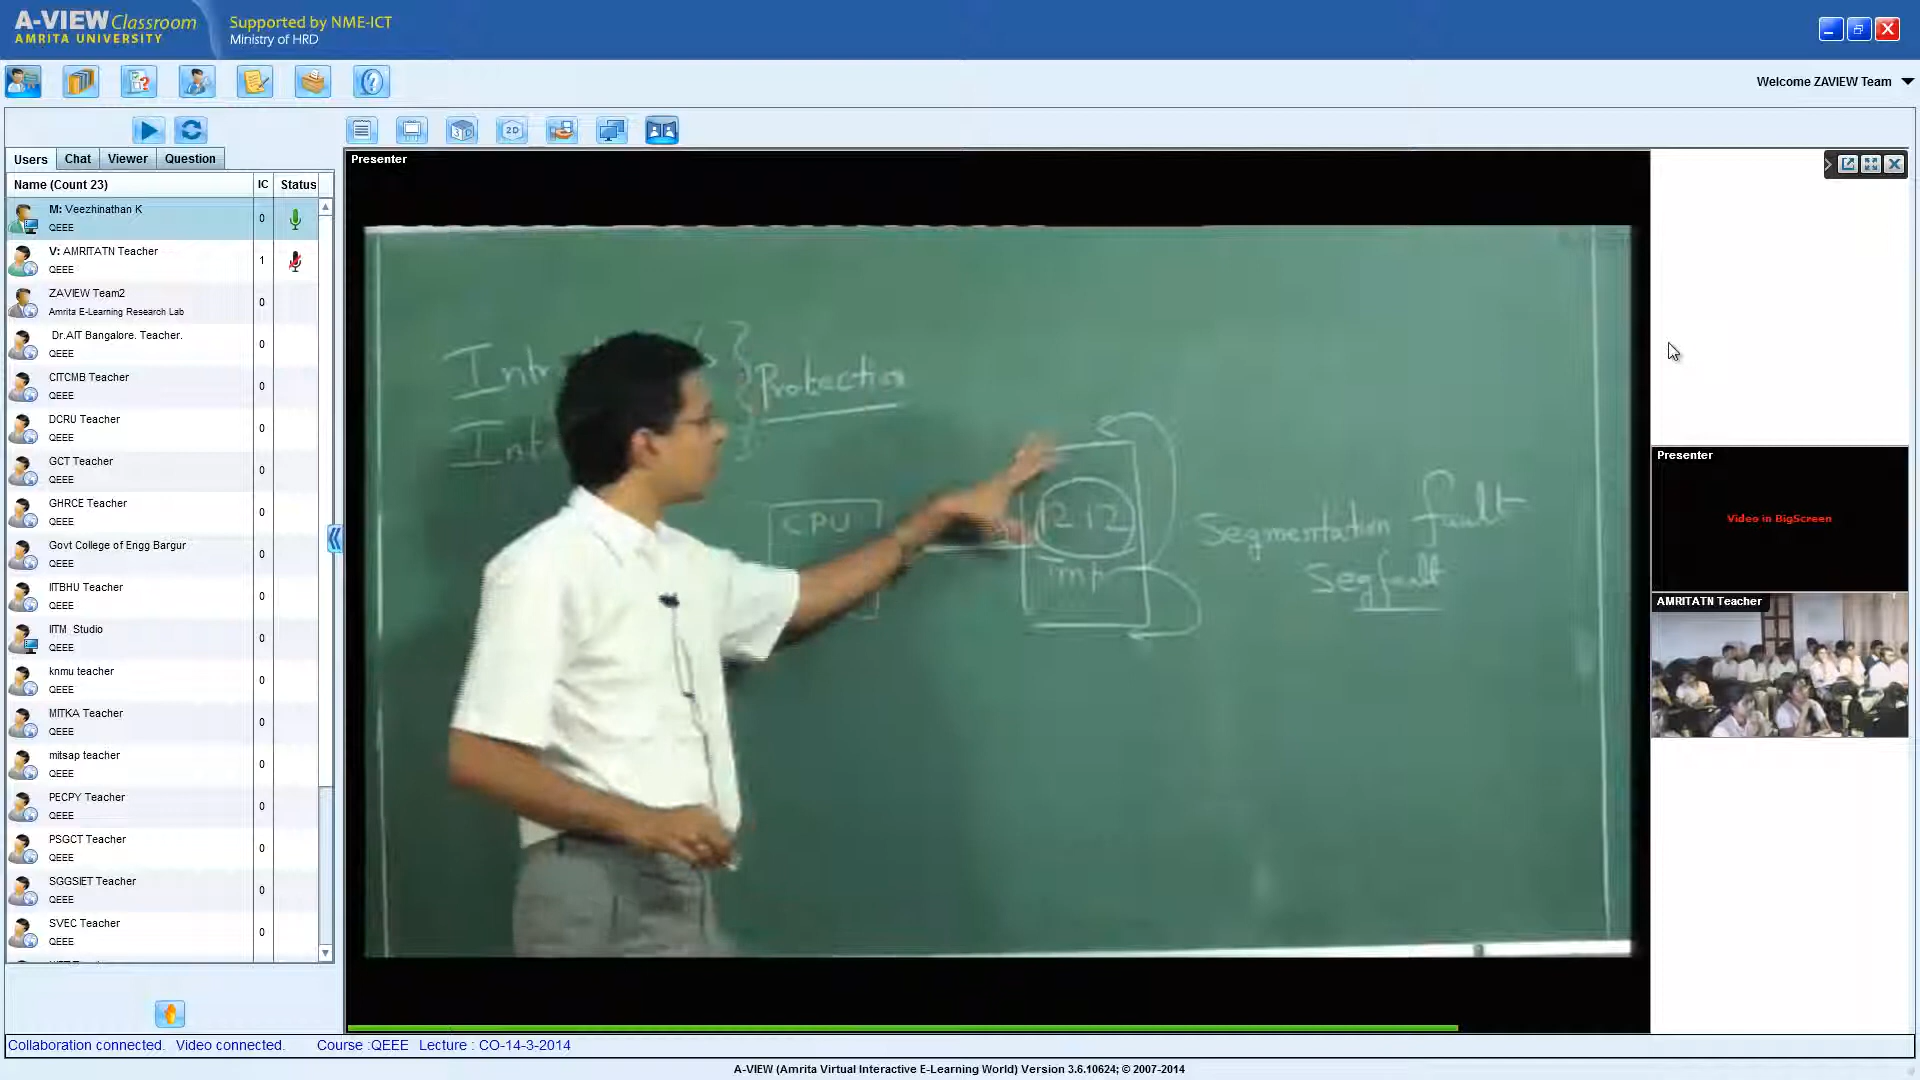 A-VIEW Classroom
AMRITA UNIVERSITY
Supported by NME-ICT
Ministry of HRD
Welcome ZAVIEW Team
3D
2D
Users Chat Viewer Question
Name (Count 23) IC Status
M: Veezhinathan K
QEEE
0
V: AMRITATN Teacher
QEEE
1
ZAVIEW Team2
Amrita E-Learning Research Lab
0
Dr.AIT Bangalore. Teacher.
QEEE
0
CITCMB Teacher
QEEE
0
DCRU Teacher
QEEE
0
GCT Teacher
QEEE
0
GHRCE Teacher
QEEE
0
Govt College of Engg Bargur
QEEE
0
IITBHU Teacher
QEEE
0
IITM Studio
QEEE
0
knmu teacher
QEEE
0
MITKA Teacher
QEEE
0
mitsap teacher
QEEE
0
PECPY Teacher
QEEE
0
PSGCT Teacher
QEEE
0
SGGSIET Teacher
QEEE
0
SVEC Teacher
QEEE
0
Presenter
Protection
CPU
12 12
jmp
Segmentation fault
Segfault
Presenter
Video in BigScreen
AMRITATN Teacher
Collaboration connected. Video connected. Course :QEEE Lecture : CO-14-3-2014
A-VIEW (Amrita Virtual Interactive E-Learning World) Version 3.6.10624; © 2007-2014